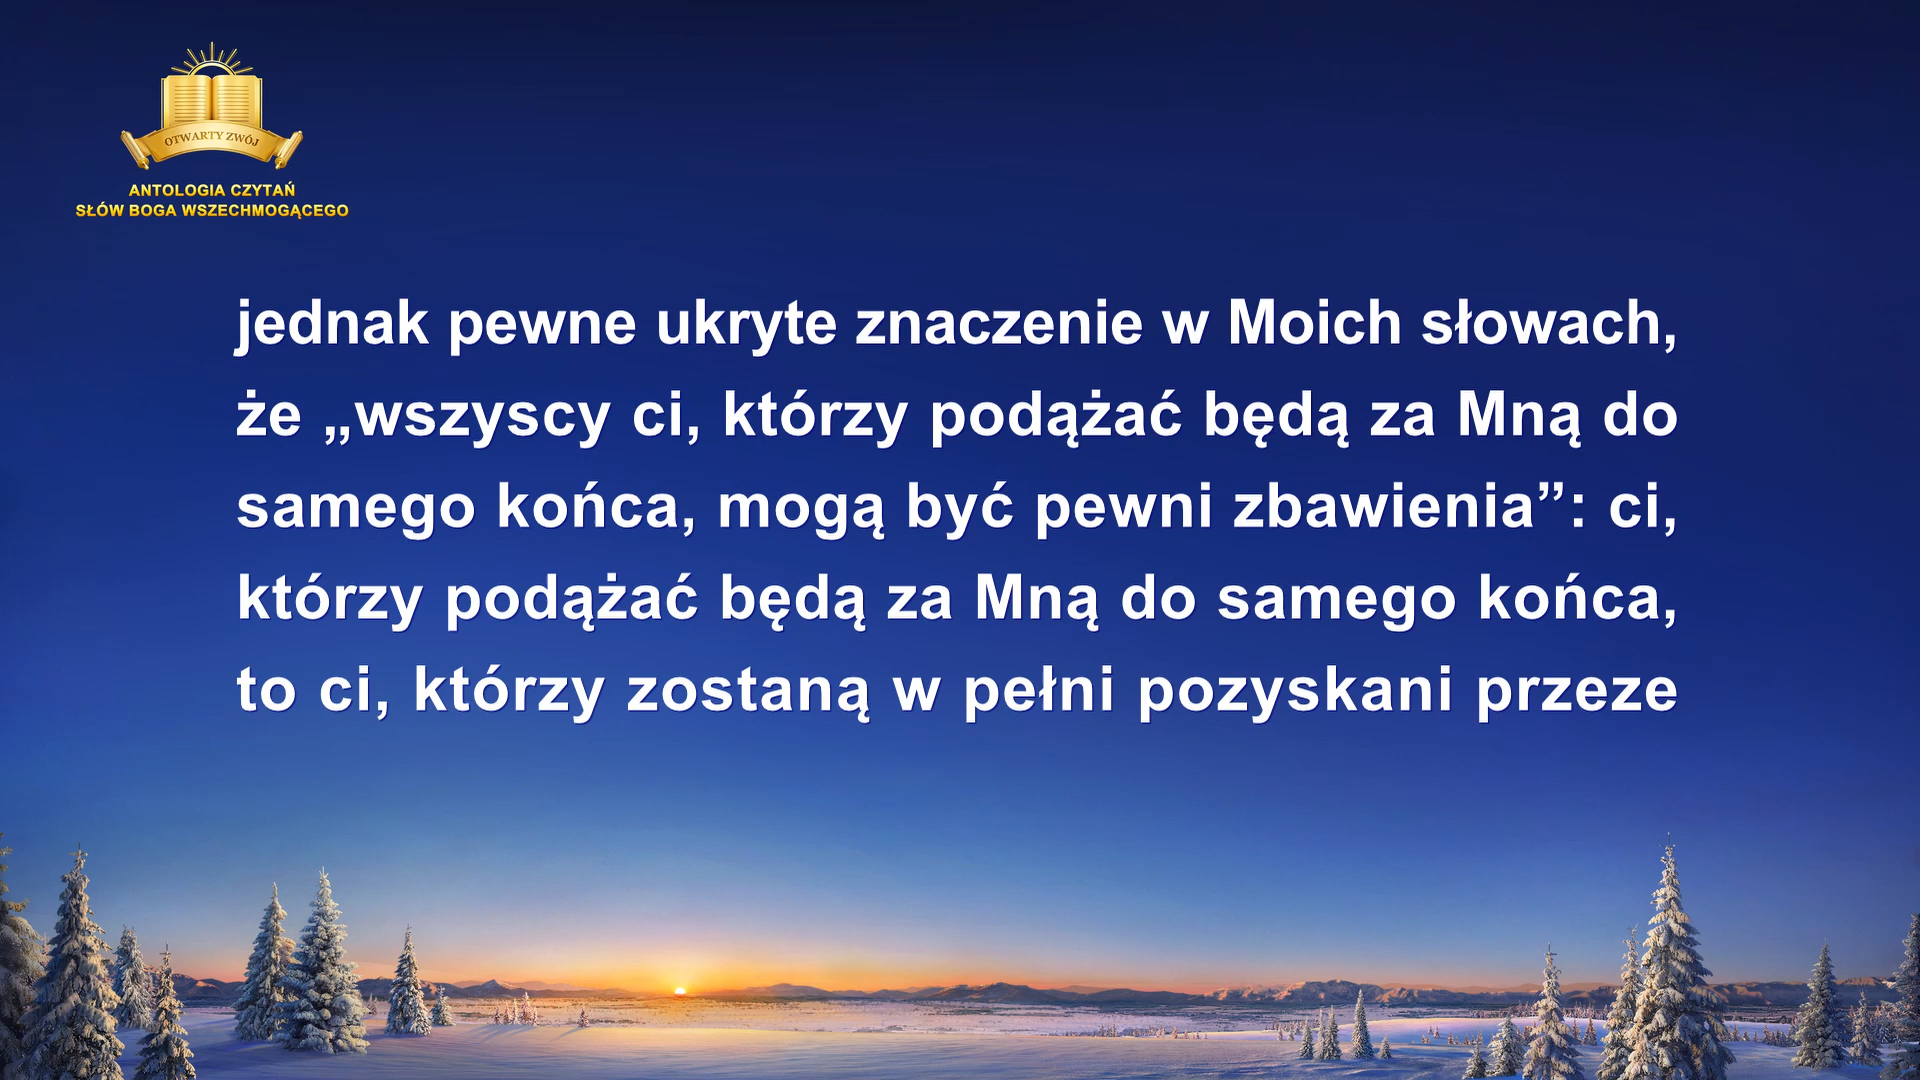 OTWARTY ZWÓJ
ANTOLOGIA CZYTAŃ
SŁÓW BOGA WSZECHMOGĄCEGO
jednak pewne ukryte znaczenie w Moich słowach,
że „wszyscy ci, którzy podążać będą za Mną do
samego końca, mogą być pewni zbawienia”: ci,
którzy podążać będą za Mną do samego końca,
to ci, którzy zostaną w pełni pozyskani przeze